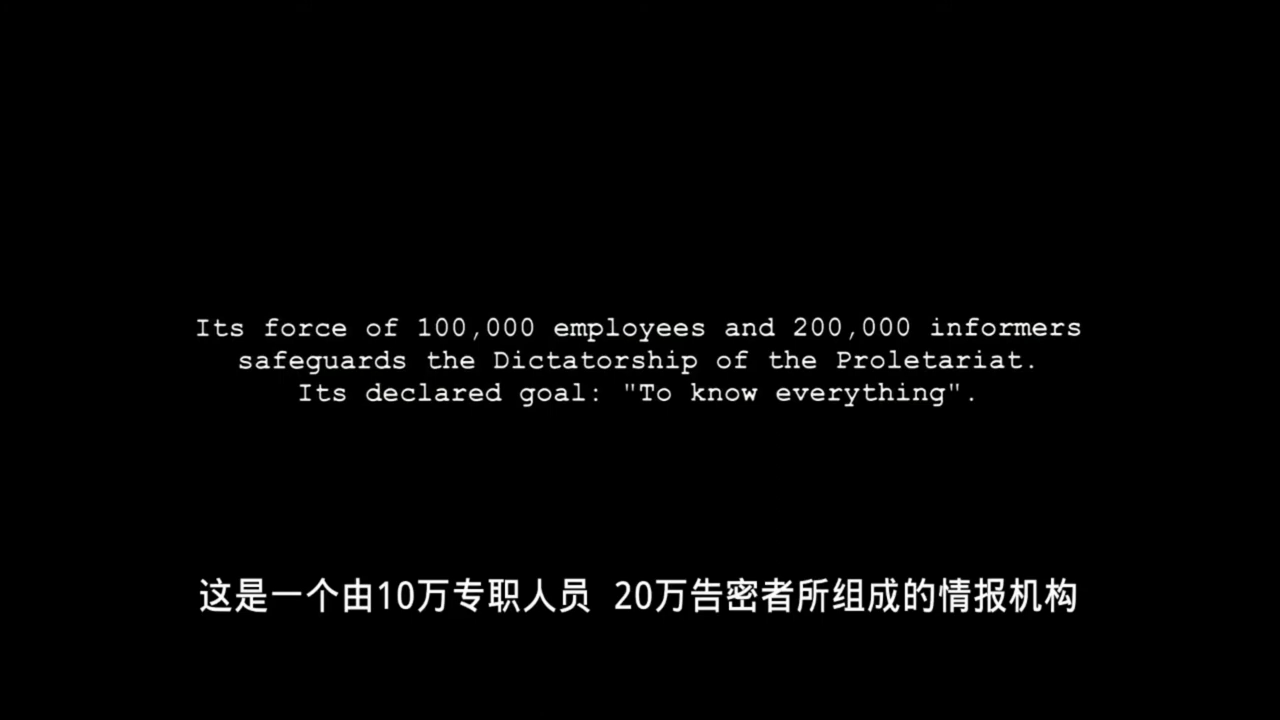 Its force of 100,000 employees and 200,000 informers
safeguards the Dictatorship of the Proletariat.
Its declared goal: "To know everything".
这是一个由10万专职人员 20万告密者所组成的情报机构